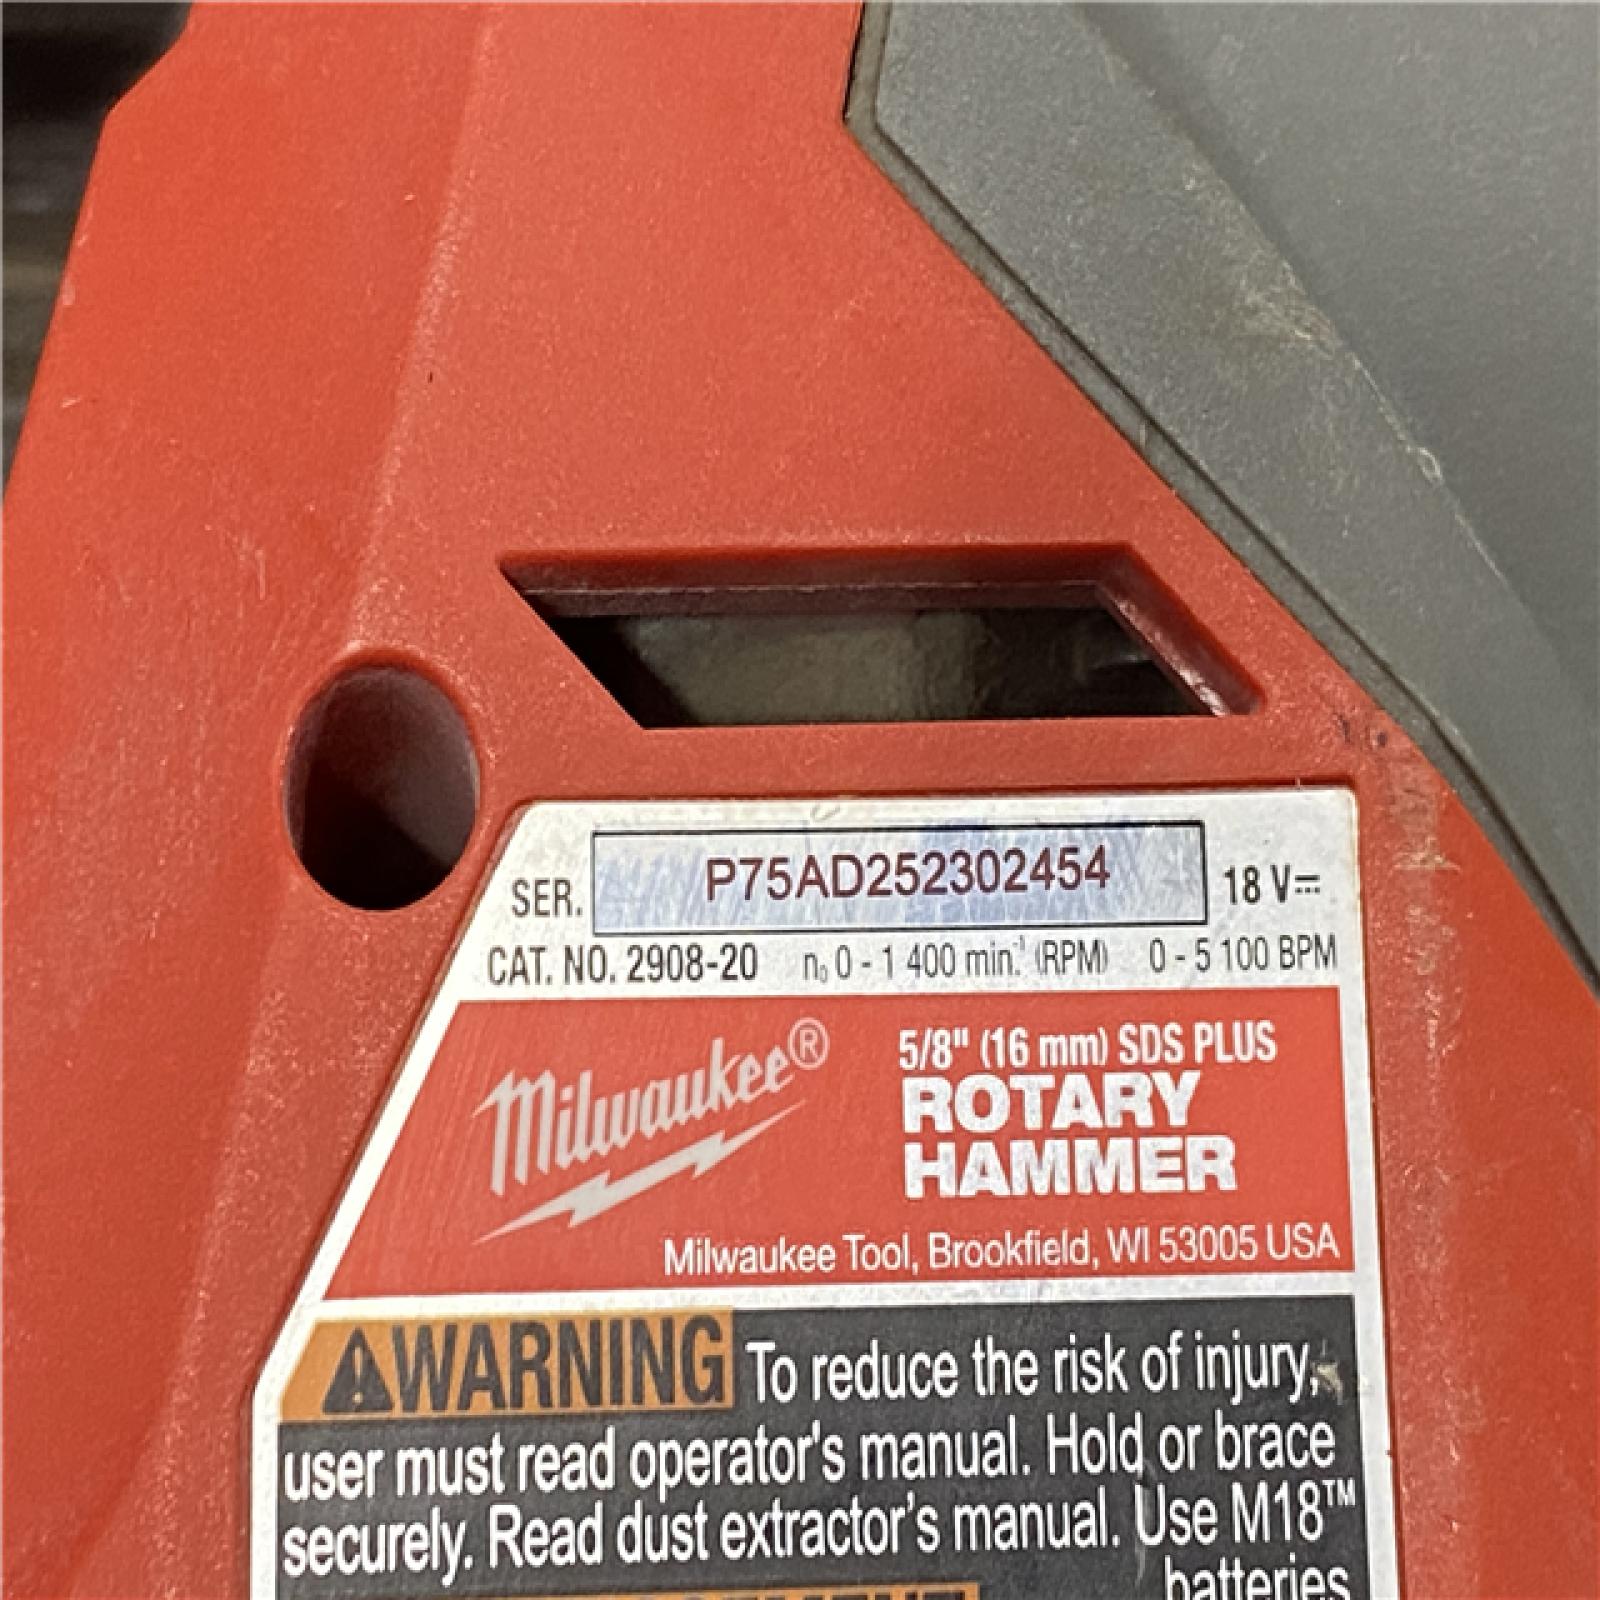 SER. P75AD252302454 18 V⎓
CAT. NO. 2908-20 n₀ 0 - 1 400 min.⁻¹ (RPM) 0 - 5 100 BPM
Milwaukee®
5/8" (16 mm) SDS PLUS
ROTARY
HAMMER
Milwaukee Tool, Brookfield, WI 53005 USA
WARNING To reduce the risk of injury,
user must read operator's manual. Hold or brace
securely. Read dust extractor's manual. Use M18™
batteries